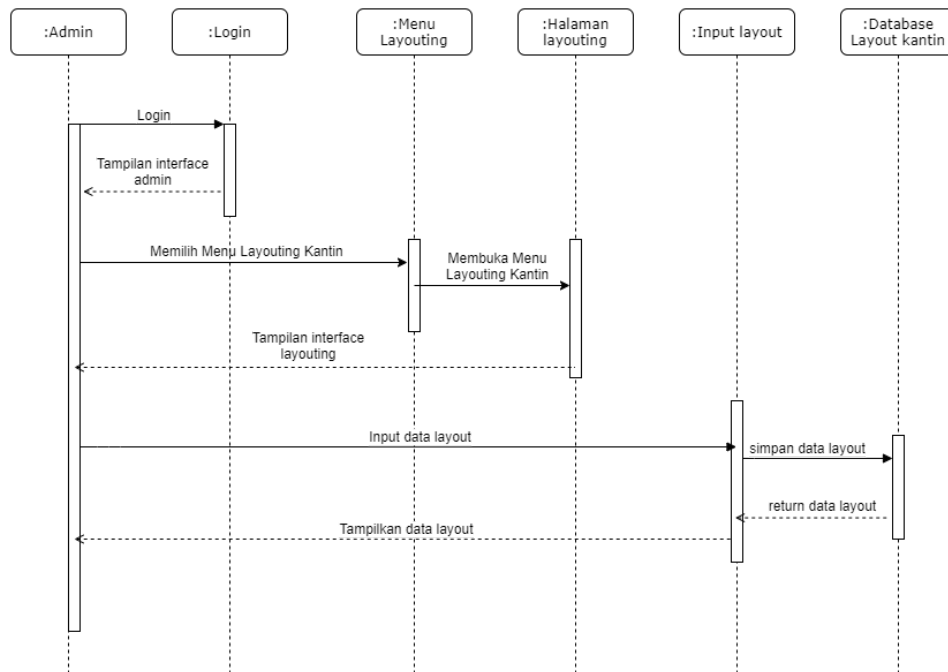 :Admin
:Login
:Menu
Layouting
:Halaman
layouting
:Input layout
:Database
Layout kantin
Login
Tampilan interface
admin
Memilih Menu Layouting Kantin
Membuka Menu
Layouting Kantin
Tampilan interface
layouting
Input data layout
simpan data layout
return data layout
Tampilkan data layout